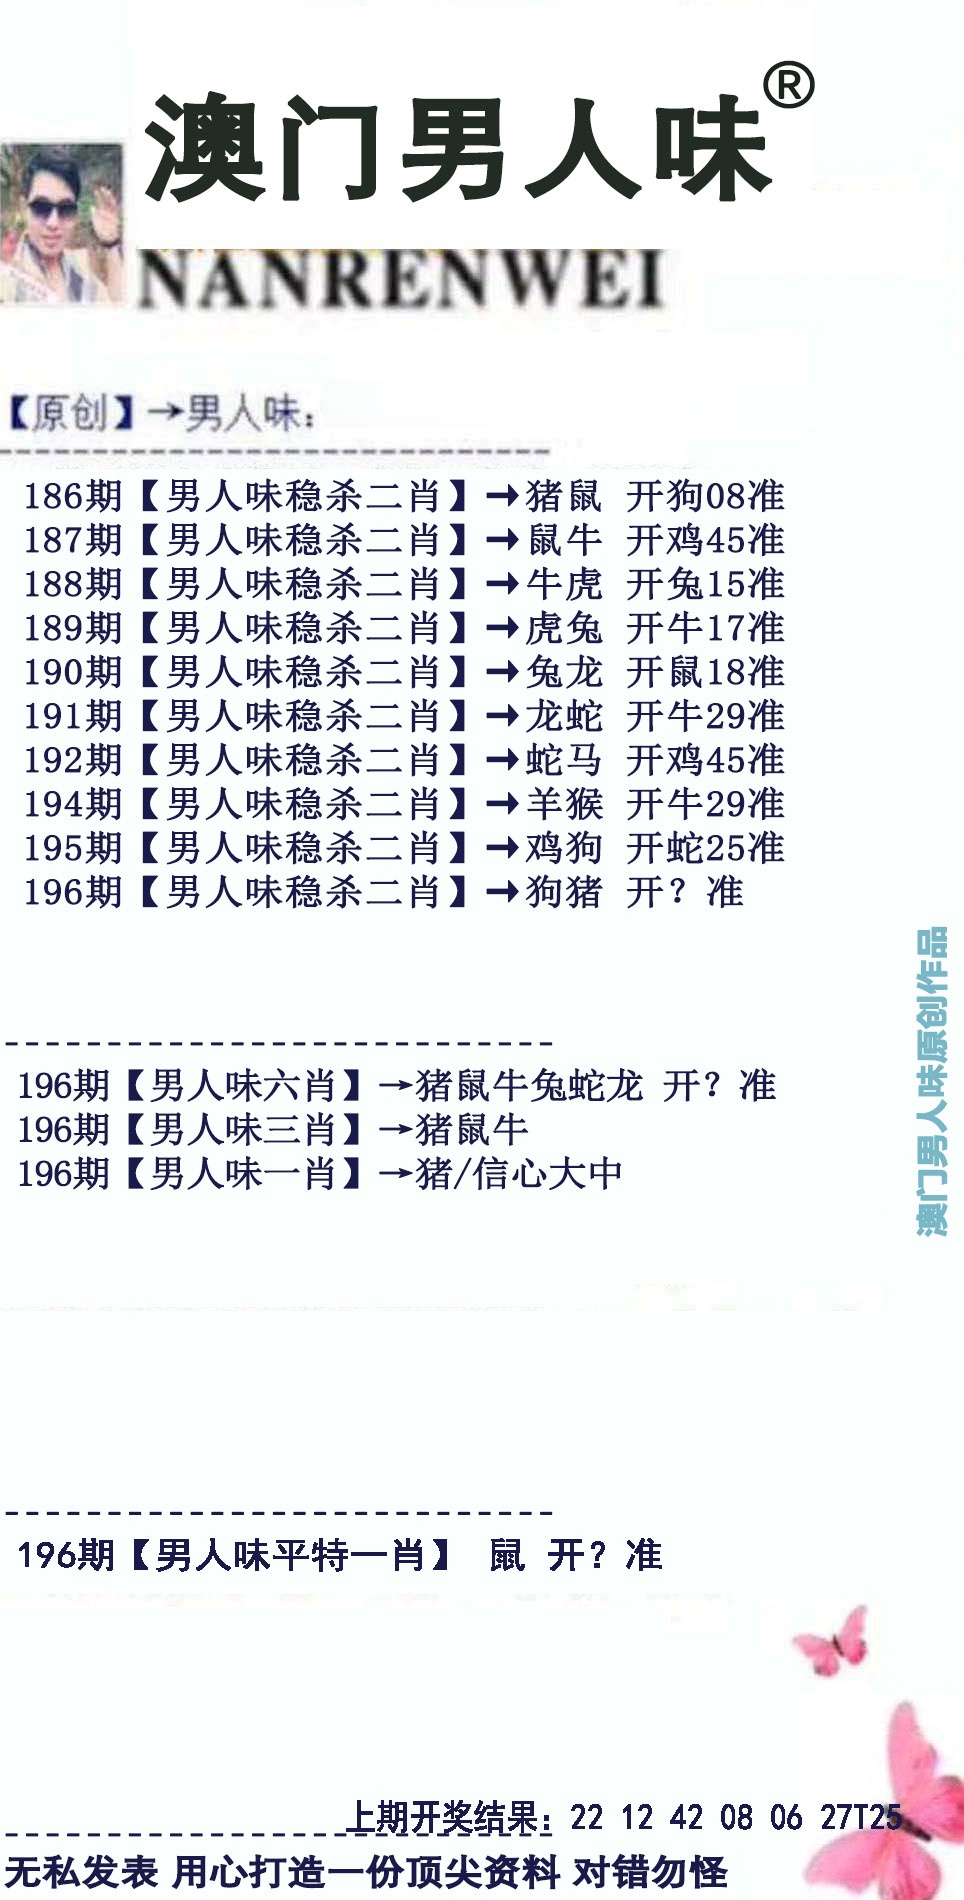 澳门男人味®
NANRENWEI
【原创】→男人味：
186期【男人味稳杀二肖】→猪鼠 开狗08准
187期【男人味稳杀二肖】→鼠牛 开鸡45准
188期【男人味稳杀二肖】→牛虎 开兔15准
189期【男人味稳杀二肖】→虎兔 开牛17准
190期【男人味稳杀二肖】→兔龙 开鼠18准
191期【男人味稳杀二肖】→龙蛇 开牛29准
192期【男人味稳杀二肖】→蛇马 开鸡45准
194期【男人味稳杀二肖】→羊猴 开牛29准
195期【男人味稳杀二肖】→鸡狗 开蛇25准
196期【男人味稳杀二肖】→狗猪 开？准
澳门男人味原创作品
196期【男人味六肖】→猪鼠牛兔蛇龙 开？准
196期【男人味三肖】→猪鼠牛
196期【男人味一肖】→猪/信心大中
196期【男人味平特一肖】 鼠 开？准
上期开奖结果：22 12 42 08 06 27T25
无私发表 用心打造一份顶尖资料 对错勿怪